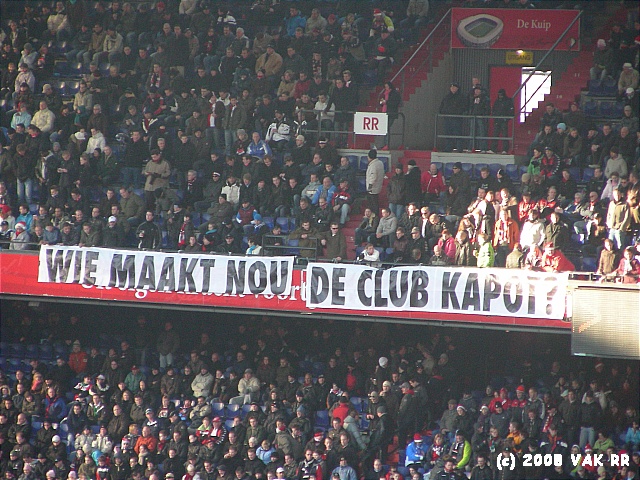 De Kuip
RR
WIE MAAKT NOU DE CLUB KAPOT?
(c) 2008 VAK RR